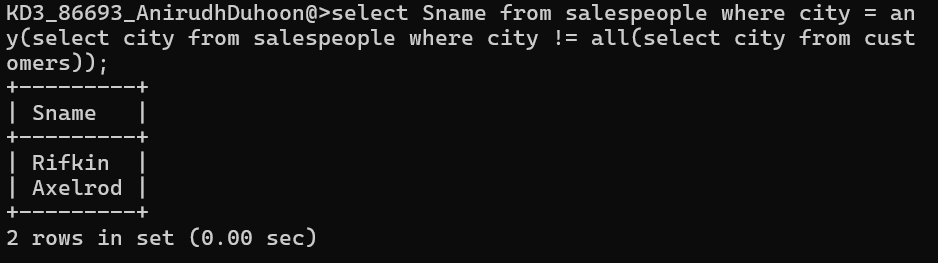 KD3_86693_AnirudhDuhoon@>select Sname from salespeople where city = an
y(select city from salespeople where city != all(select city from cust
omers));
+---------+
| Sname   |
+---------+
| Rifkin  |
| Axelrod |
+---------+
2 rows in set (0.00 sec)